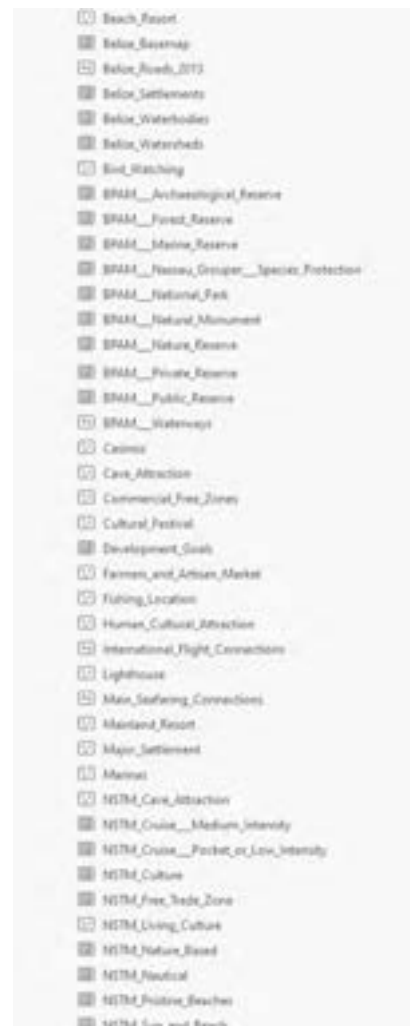 Beach_Resort
Belize_Basemap
Belize_Roads_2013
Belize_Settlements
Belize_Waterbodies
Belize_Watersheds
Bird_Watching
BPAM__Archaeological_Reserve
BPAM__Forest_Reserve
BPAM__Marine_Reserve
BPAM__Nassau_Grouper__Species_Protection
BPAM__National_Park
BPAM__Natural_Monument
BPAM__Nature_Reserve
BPAM__Private_Reserve
BPAM__Public_Reserve
BPAM__Waterways
Casinos
Cave_Attraction
Commercial_Free_Zones
Cultural_Festival
Development_Goals
Farmers_and_Artisan_Market
Fishing_Location
Human_Cultural_Attraction
International_Flight_Connections
Lighthouse
Main_Seafaring_Connections
Mainland_Resort
Major_Settlement
Marinas
NSTM_Cave_Attraction
NSTM_Cruise__Medium_Intensity
NSTM_Cruise__Pocket_or_Low_Intensity
NSTM_Culture
NSTM_Free_Trade_Zone
NSTM_Living_Culture
NSTM_Nature_Based
NSTM_Nautical
NSTM_Pristine_Beaches
NSTM_Sun_and_Beach